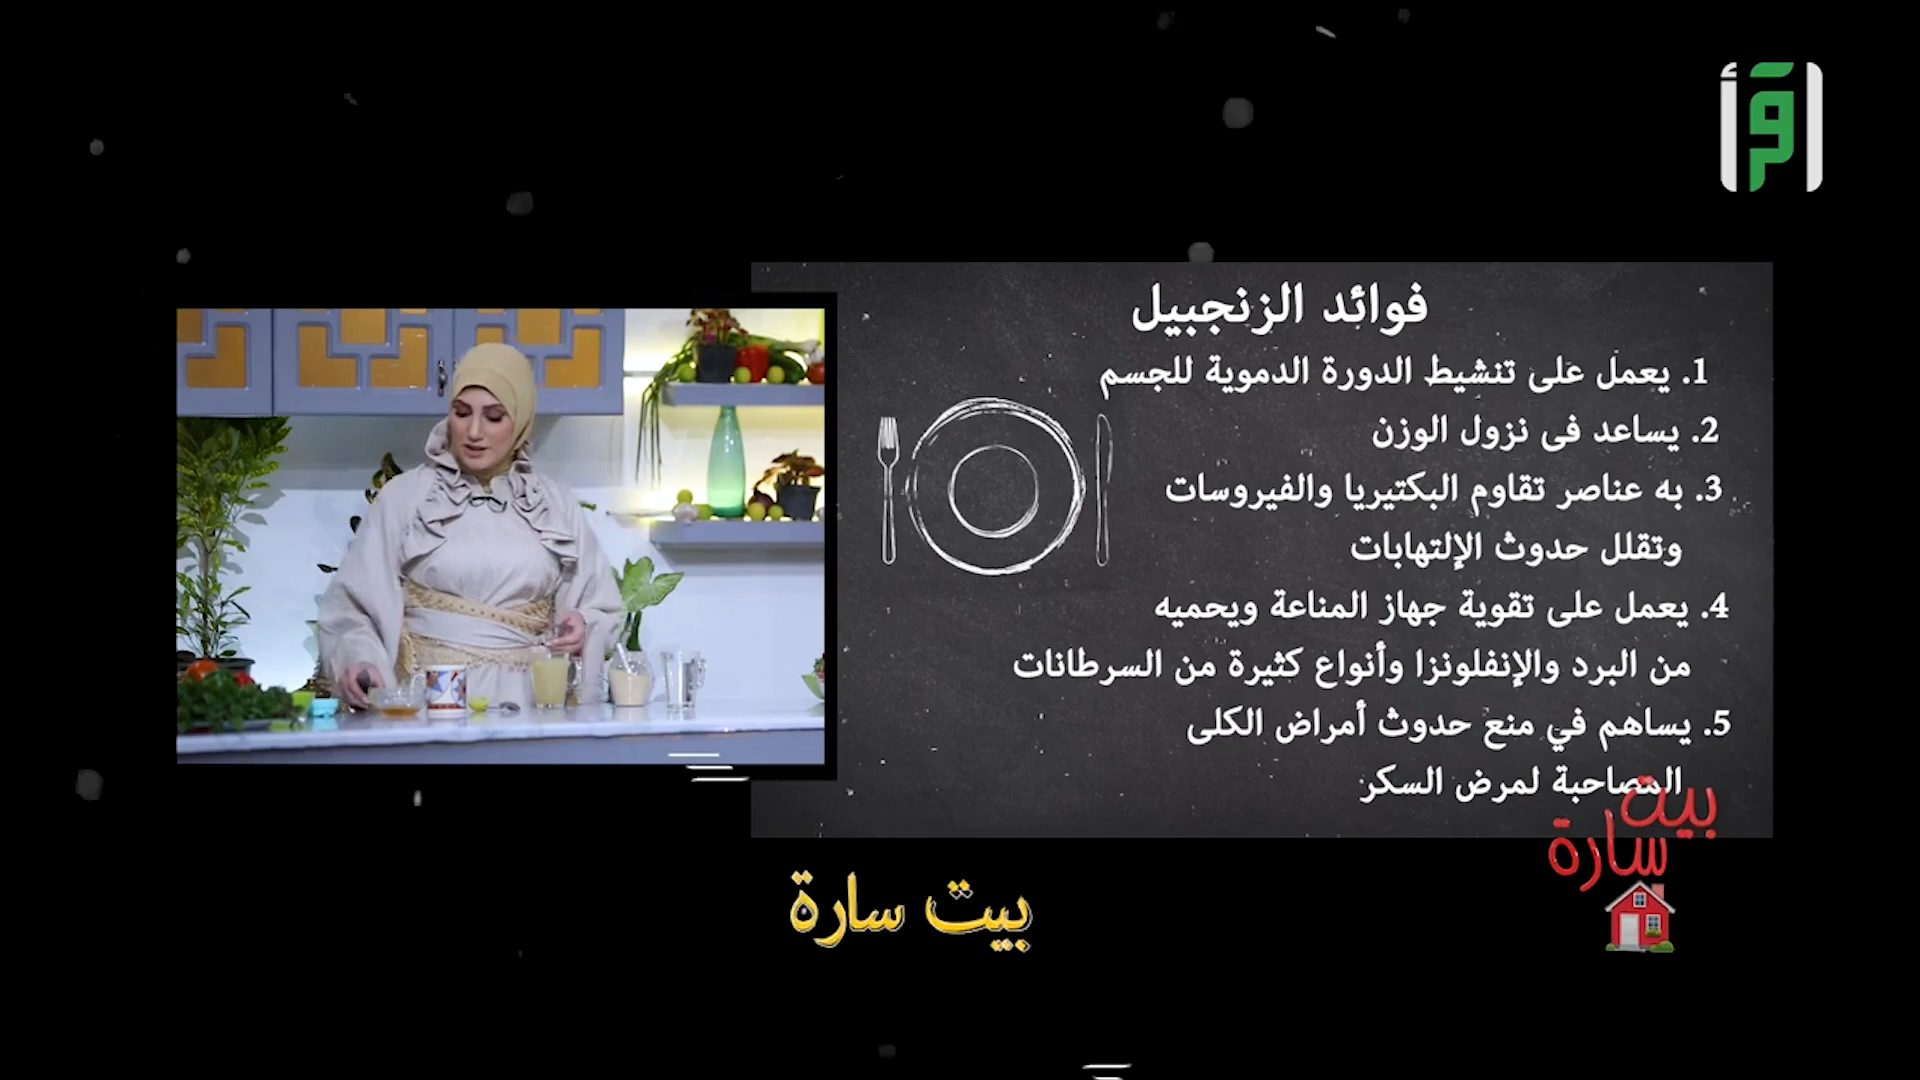 اقرأ
فوائد الزنجبيل
1. يعمل على تنشيط الدورة الدموية للجسم
2. يساعد فى نزول الوزن
3. به عناصر تقاوم البكتيريا والفيروسات
وتقلل حدوث الإلتهابات
4. يعمل على تقوية جهاز المناعة ويحميه
من البرد والإنفلونزا وأنواع كثيرة من السرطانات
5. يساهم في منع حدوث أمراض الكلى
المصاحبة لمرض السكر
بيت
سارة
بيت سارة